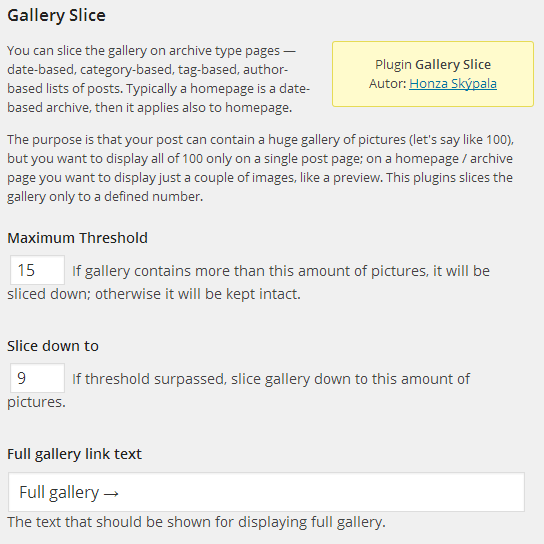 Gallery Slice
You can slice the gallery on archive type pages —
date-based, category-based, tag-based, author-
based lists of posts. Typically a homepage is a date-
based archive, then it applies also to homepage.
Plugin Gallery Slice
Autor: Honza Skýpala
The purpose is that your post can contain a huge gallery of pictures (let's say like 100),
but you want to display all of 100 only on a single post page; on a homepage / archive
page you want to display just a couple of images, like a preview. This plugins slices the
gallery only to a defined number.
Maximum Threshold
15 If gallery contains more than this amount of pictures, it will be
sliced down; otherwise it will be kept intact.
Slice down to
9 If threshold surpassed, slice gallery down to this amount of
pictures.
Full gallery link text
Full gallery →
The text that should be shown for displaying full gallery.